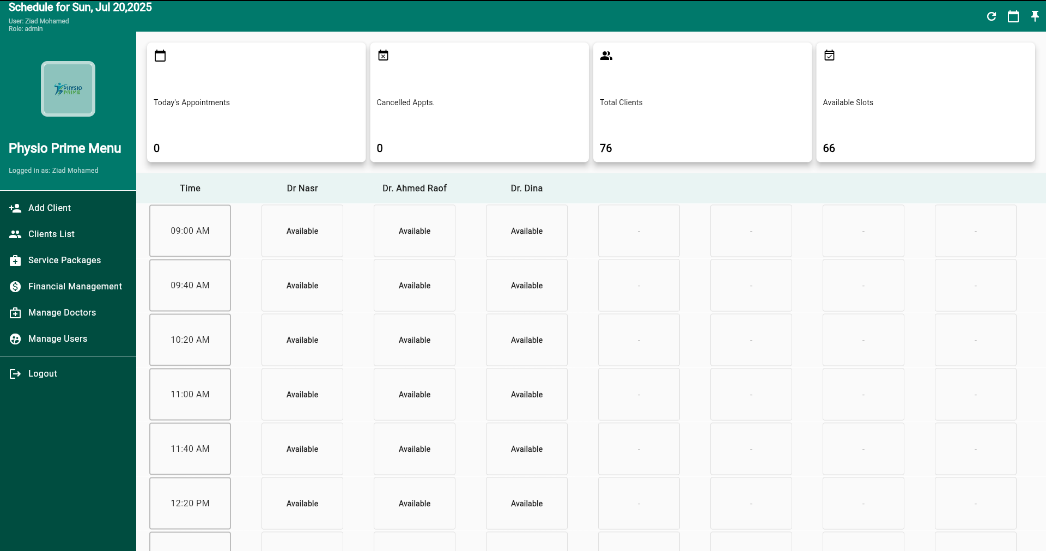 Schedule for Sun, Jul 20,2025
User: Ziad Mohamed
Role: admin
PHYSIO
PRIME
Physio Prime Menu
Logged in as: Ziad Mohamed
Add Client
Clients List
Service Packages
Financial Management
Manage Doctors
Manage Users
Logout
Today's Appointments
0
Cancelled Appts.
0
Total Clients
76
Available Slots
66
Time Dr Nasr Dr. Ahmed Raof Dr. Dina
09:00 AM Available Available Available - - - -
09:40 AM Available Available Available - - - -
10:20 AM Available Available Available - - - -
11:00 AM Available Available Available - - - -
11:40 AM Available Available Available - - - -
12:20 PM Available Available Available - - - -